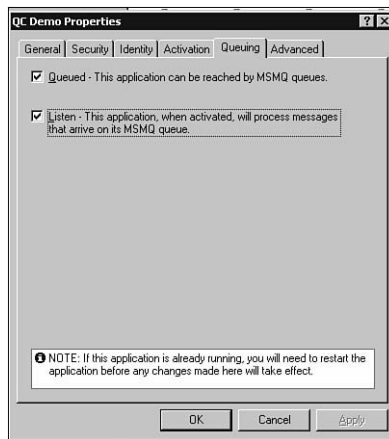 QC Demo Properties
General Security Identity Activation Queuing Advanced
Queued - This application can be reached by MSMQ queues.
Listen - This application, when activated, will process messages
that arrive on its MSMQ queue.
NOTE: If this application is already running, you will need to restart the
application before any changes made here will take effect.
OK Cancel Apply